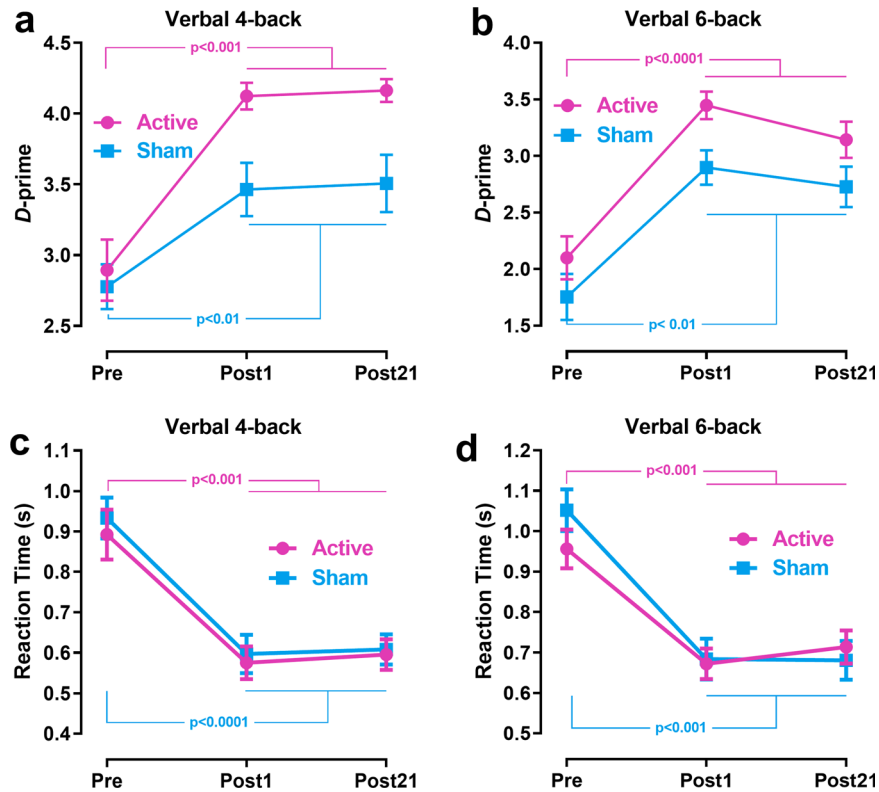 a
Verbal 4-back
4.5
4.0
3.5
3.0
2.5
D-prime
p<0.001
Active
Sham
p<0.01
Pre
Post1
Post21
b
Verbal 6-back
4.0
3.5
3.0
2.5
2.0
1.5
D-prime
p<0.0001
Active
Sham
p< 0.01
Pre
Post1
Post21
c
Verbal 4-back
1.1
1.0
0.9
0.8
0.7
0.6
0.5
0.4
Reaction Time (s)
p<0.001
Active
Sham
p<0.0001
Pre
Post1
Post21
d
Verbal 6-back
1.2
1.1
1.0
0.9
0.8
0.7
0.6
0.5
Reaction Time (s)
p<0.001
Active
Sham
p<0.001
Pre
Post1
Post21